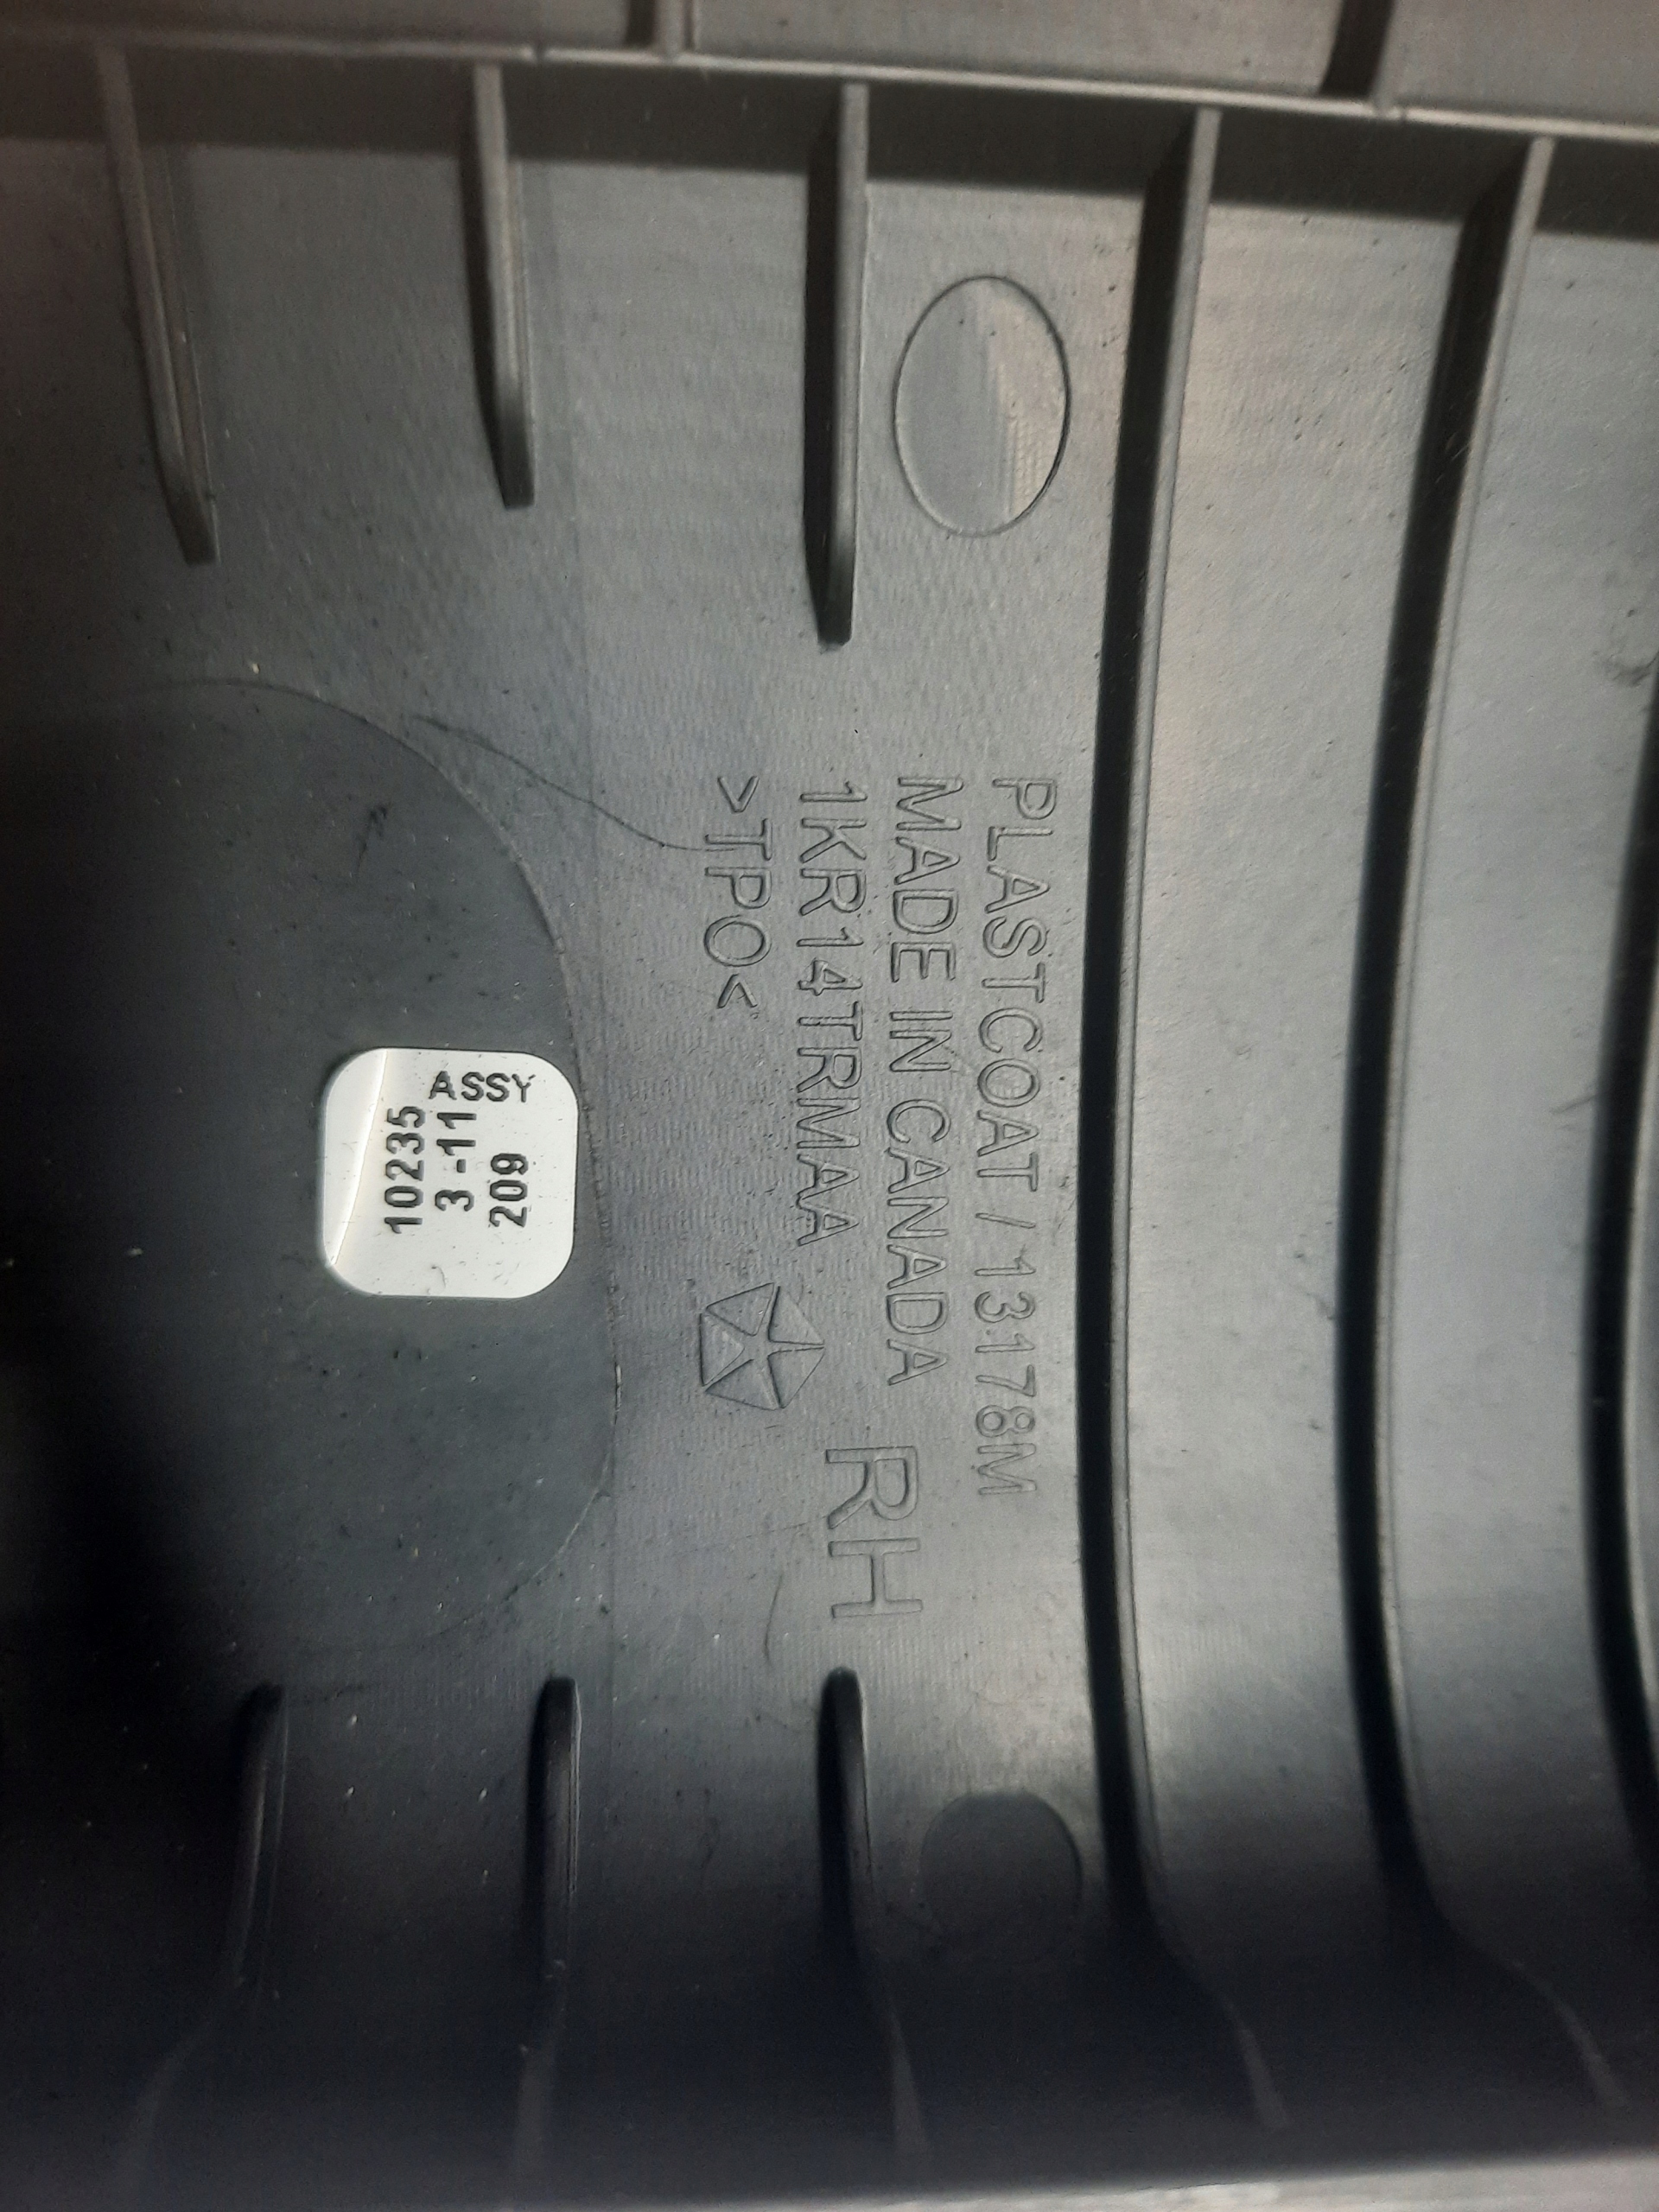 PLASTCOAT / 13178M
MADE IN CANADA
1KR14TRMAA
>TPO<
RH
ASSY
10235
3 -11
209